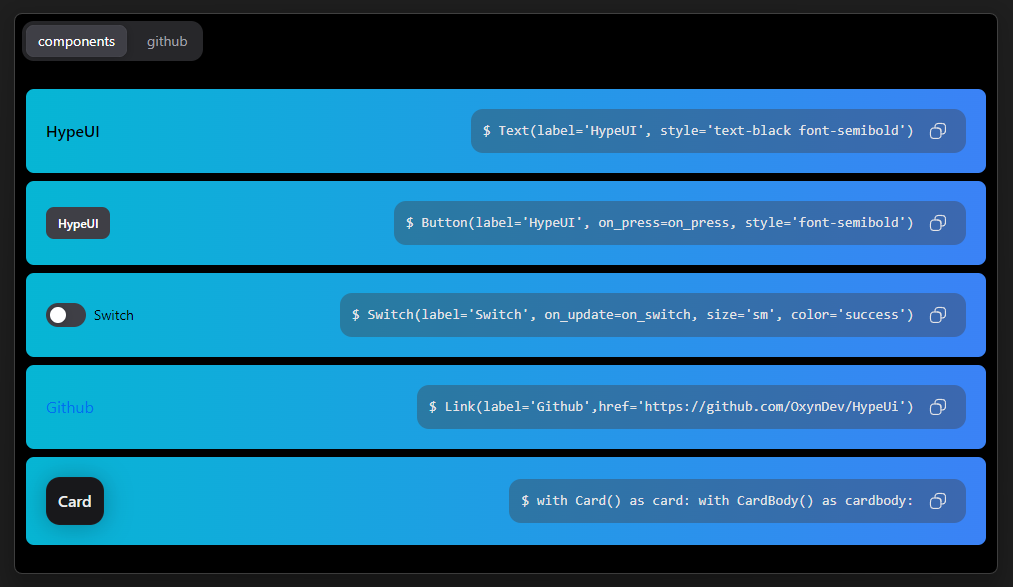 components github
HypeUI $ Text(label='HypeUI', style='text-black font-semibold')
HypeUI $ Button(label='HypeUI', on_press=on_press, style='font-semibold')
Switch $ Switch(label='Switch', on_update=on_switch, size='sm', color='success')
Github $ Link(label='Github',href='https://github.com/OxynDev/HypeUi')
Card $ with Card() as card: with CardBody() as cardbody: